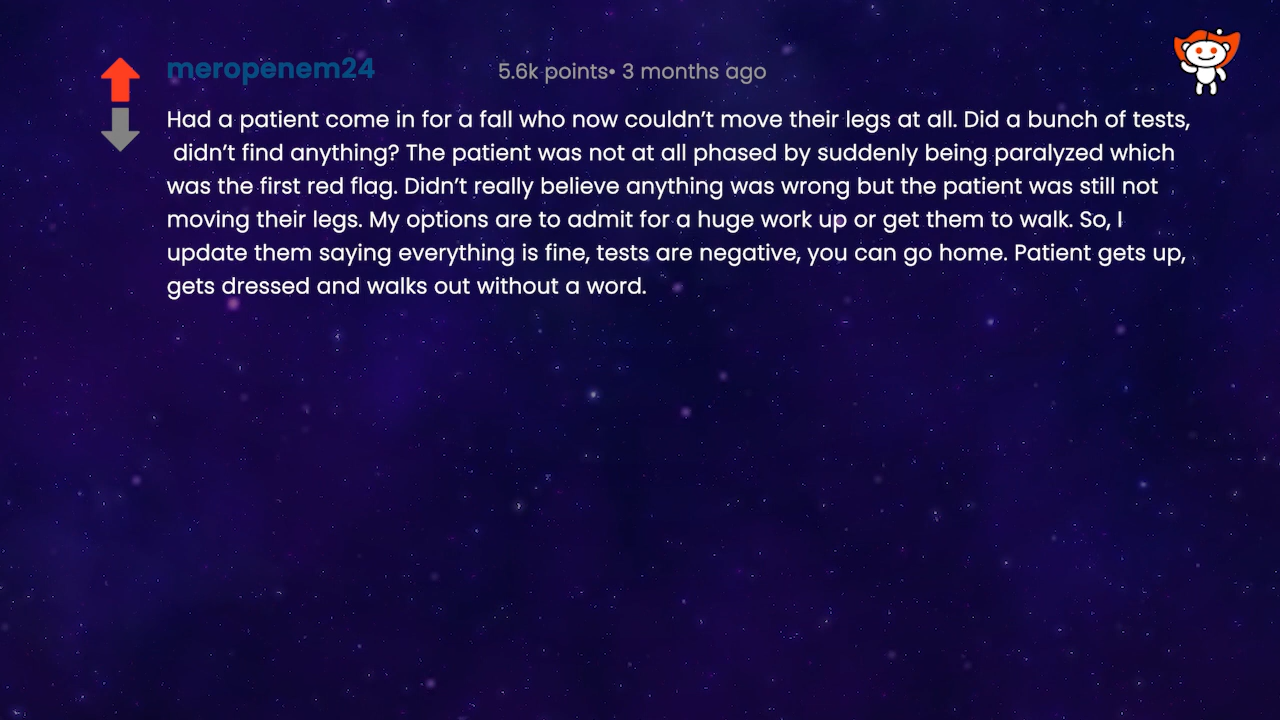 meropenem24
5.6k points• 3 months ago
Had a patient come in for a fall who now couldn’t move their legs at all. Did a bunch of tests,
didn’t find anything? The patient was not at all phased by suddenly being paralyzed which
was the first red flag. Didn’t really believe anything was wrong but the patient was still not
moving their legs. My options are to admit for a huge work up or get them to walk. So, I
update them saying everything is fine, tests are negative, you can go home. Patient gets up,
gets dressed and walks out without a word.